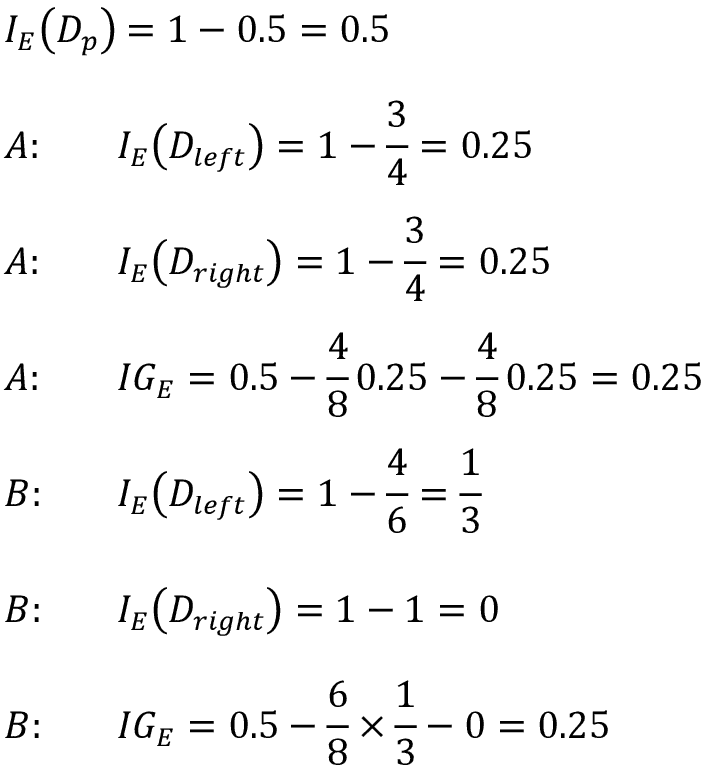 I_E(D_p) = 1 − 0.5 = 0.5
A: I_E(D_left) = 1 − 3/4 = 0.25
A: I_E(D_right) = 1 − 3/4 = 0.25
A: IG_E = 0.5 − 4/8 0.25 − 4/8 0.25 = 0.25
B: I_E(D_left) = 1 − 4/6 = 1/3
B: I_E(D_right) = 1 − 1 = 0
B: IG_E = 0.5 − 6/8 × 1/3 − 0 = 0.25